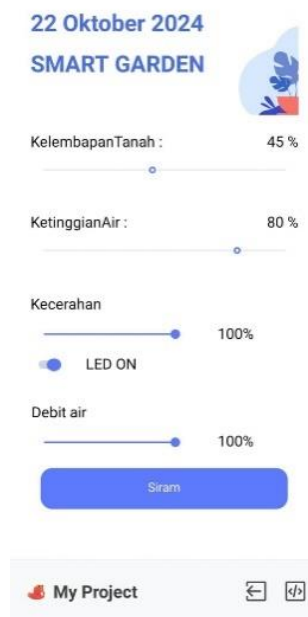 22 Oktober 2024
SMART GARDEN
KelembapanTanah : 45 %
KetinggianAir : 80 %
Kecerahan
100%
LED ON
Debit air
100%
Siram
My Project